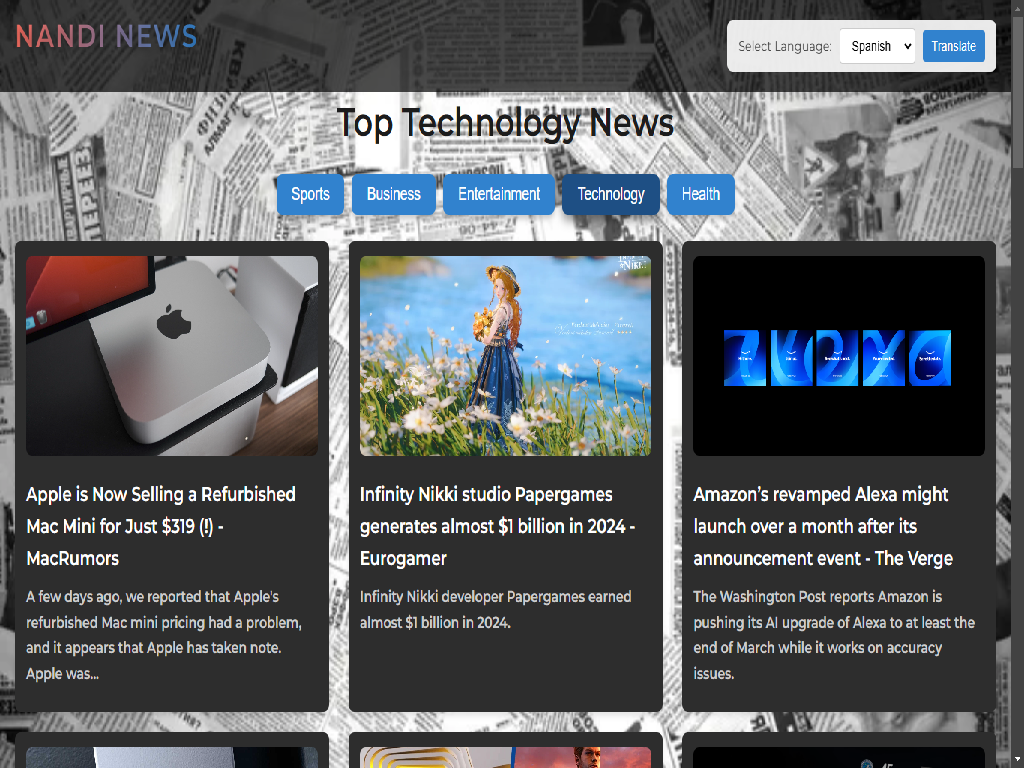 NANDI NEWS
Select Language:
Spanish
Translate
Top Technology News
Sports
Business
Entertainment
Technology
Health
Apple is Now Selling a Refurbished
Mac Mini for Just $319 (!) -
MacRumors
A few days ago, we reported that Apple's
refurbished Mac mini pricing had a problem,
and it appears that Apple has taken note.
Apple was...
Infinity Nikki studio Papergames
generates almost $1 billion in 2024 -
Eurogamer
Infinity Nikki developer Papergames earned
almost $1 billion in 2024.
Amazon’s revamped Alexa might
launch over a month after its
announcement event - The Verge
The Washington Post reports Amazon is
pushing its AI upgrade of Alexa to at least the
end of March while it works on accuracy
issues.